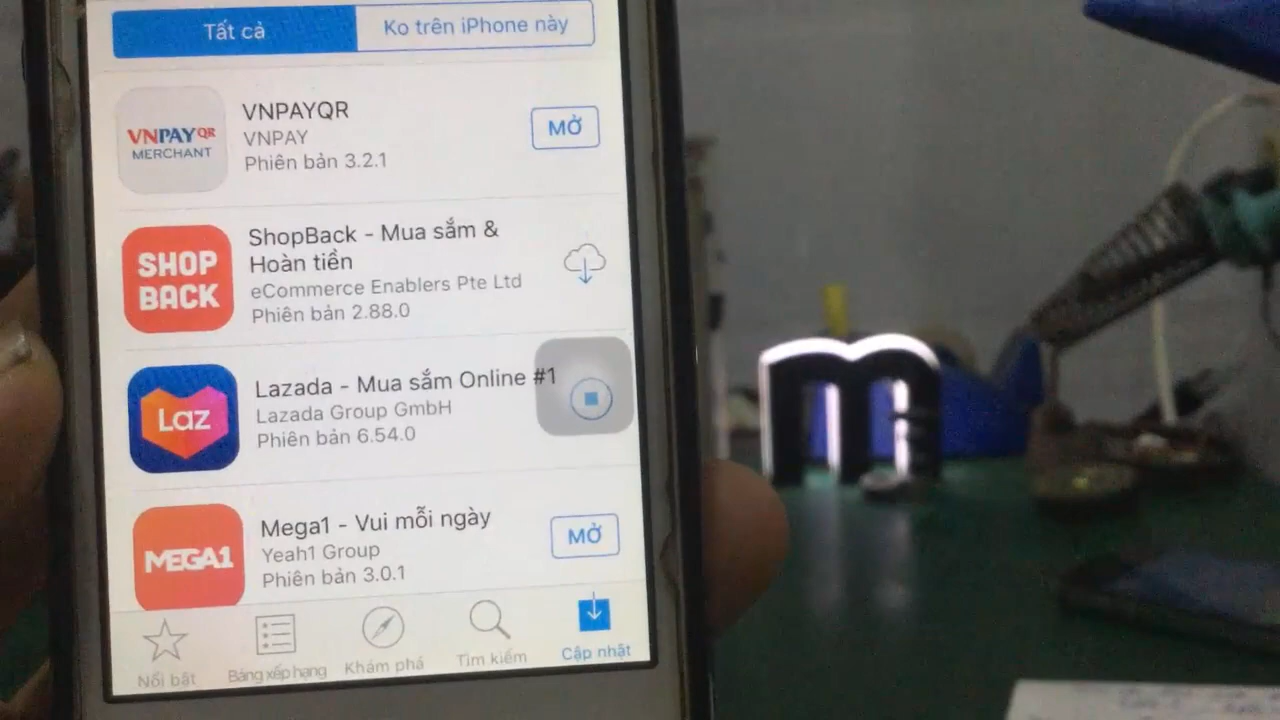 Tất cả
Ko trên iPhone này
VNPAYQR
MERCHANT
VNPAYQR
VNPAY
Phiên bản 3.2.1
MỞ
SHOP
BACK
ShopBack - Mua sắm &
Hoàn tiền
eCommerce Enablers Pte Ltd
Phiên bản 2.88.0
Laz
Lazada - Mua sắm Online #1
Lazada Group GmbH
Phiên bản 6.54.0
MEGA1
Mega1 - Vui mỗi ngày
Yeah1 Group
Phiên bản 3.0.1
MỞ
Nổi bật
Bảng xếp hạng
Khám phá
Tìm kiếm
Cập nhật
m